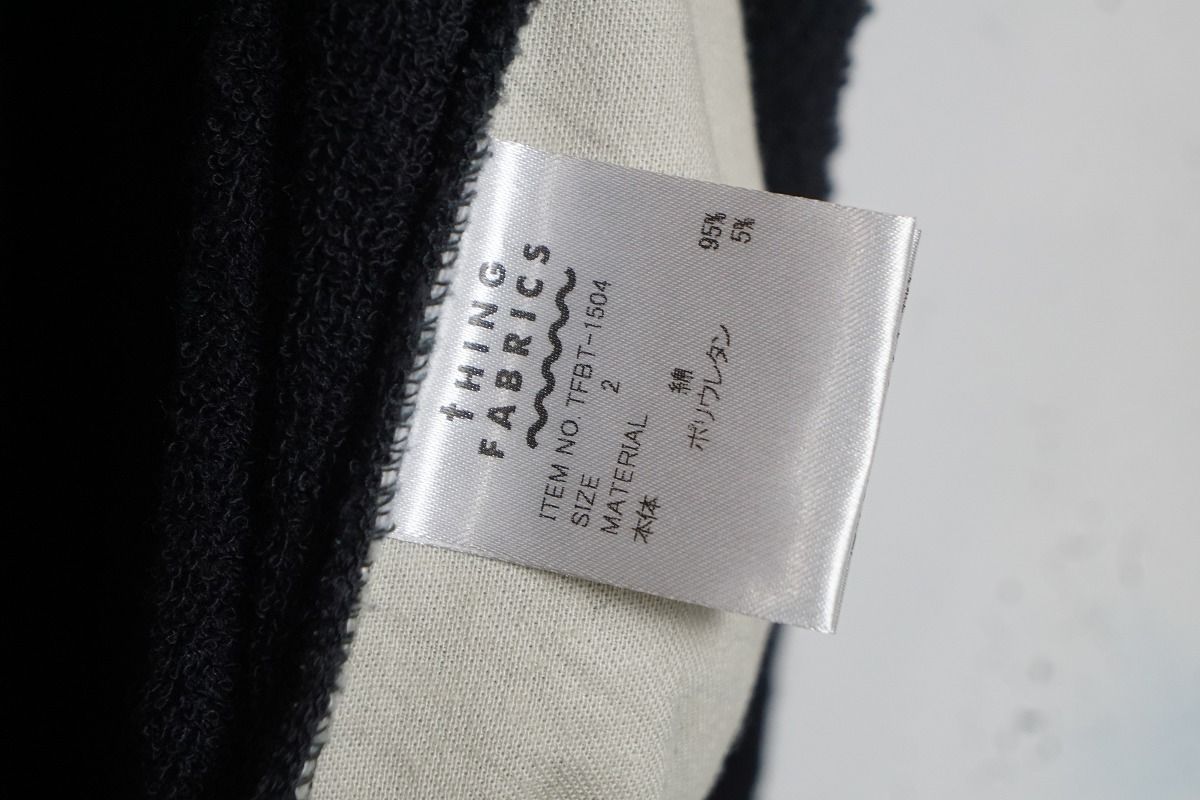 tHING
FABRICS
ITEM NO. TFBT-1504
SIZE 2
MATERIAL
本体
綿 95%
ポリウレタン 5%